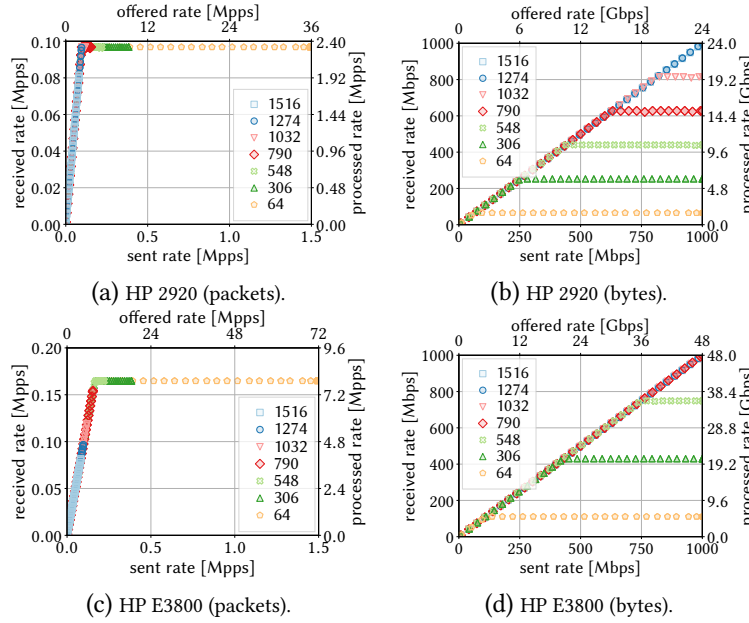 offered rate [Mpps]
0 6 12 18 24 30 36
received rate [Mpps]
0.10
0.08
0.06
0.04
0.02
0.00
1516
1274
1032
790
548
306
64
2.40
1.92
1.44
0.96
0.48
0.00
processed rate [Mpps]
0.0 0.5 1.0 1.5
sent rate [Mpps]
(a) HP 2920 (packets).
offered rate [Gbps]
0 6 12 18 24
received rate [Mbps]
1000
800
600
400
200
0
1516
1274
1032
790
548
306
64
24.0
19.2
14.4
9.6
4.8
0.0
processed rate [Gbps]
0 250 500 750 1000
sent rate [Mbps]
(b) HP 2920 (bytes).
offered rate [Mpps]
0 24 48 72
received rate [Mpps]
0.20
0.15
0.10
0.05
0.00
1516
1274
1032
790
548
306
64
9.6
7.2
4.8
2.4
0.0
processed rate [Mpps]
0.0 0.5 1.0 1.5
sent rate [Mpps]
(c) HP E3800 (packets).
offered rate [Gbps]
0 12 24 36 48
received rate [Mbps]
1000
800
600
400
200
0
1516
1274
1032
790
548
306
64
48.0
38.4
28.8
19.2
9.6
0.0
processed rate [Gbps]
0 250 500 750 1000
sent rate [Mbps]
(d) HP E3800 (bytes).